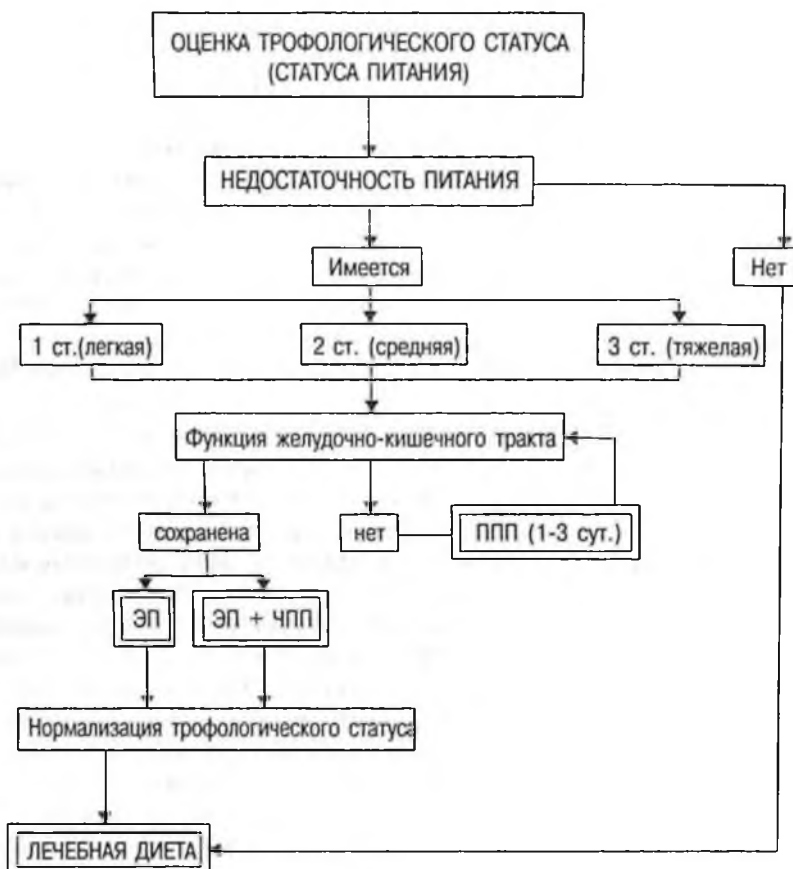 ОЦЕНКА ТРОФОЛОГИЧЕСКОГО СТАТУСА
(СТАТУСА ПИТАНИЯ)
НЕДОСТАТОЧНОСТЬ ПИТАНИЯ
Имеется
Нет
1 ст.(легкая)
2 ст. (средняя)
3 ст. (тяжелая)
Функция желудочно-кишечного тракта
сохранена
нет
ППП (1-3 сут.)
ЭП
ЭП + ЧПП
Нормализация трофологического статуса
ЛЕЧЕБНАЯ ДИЕТА